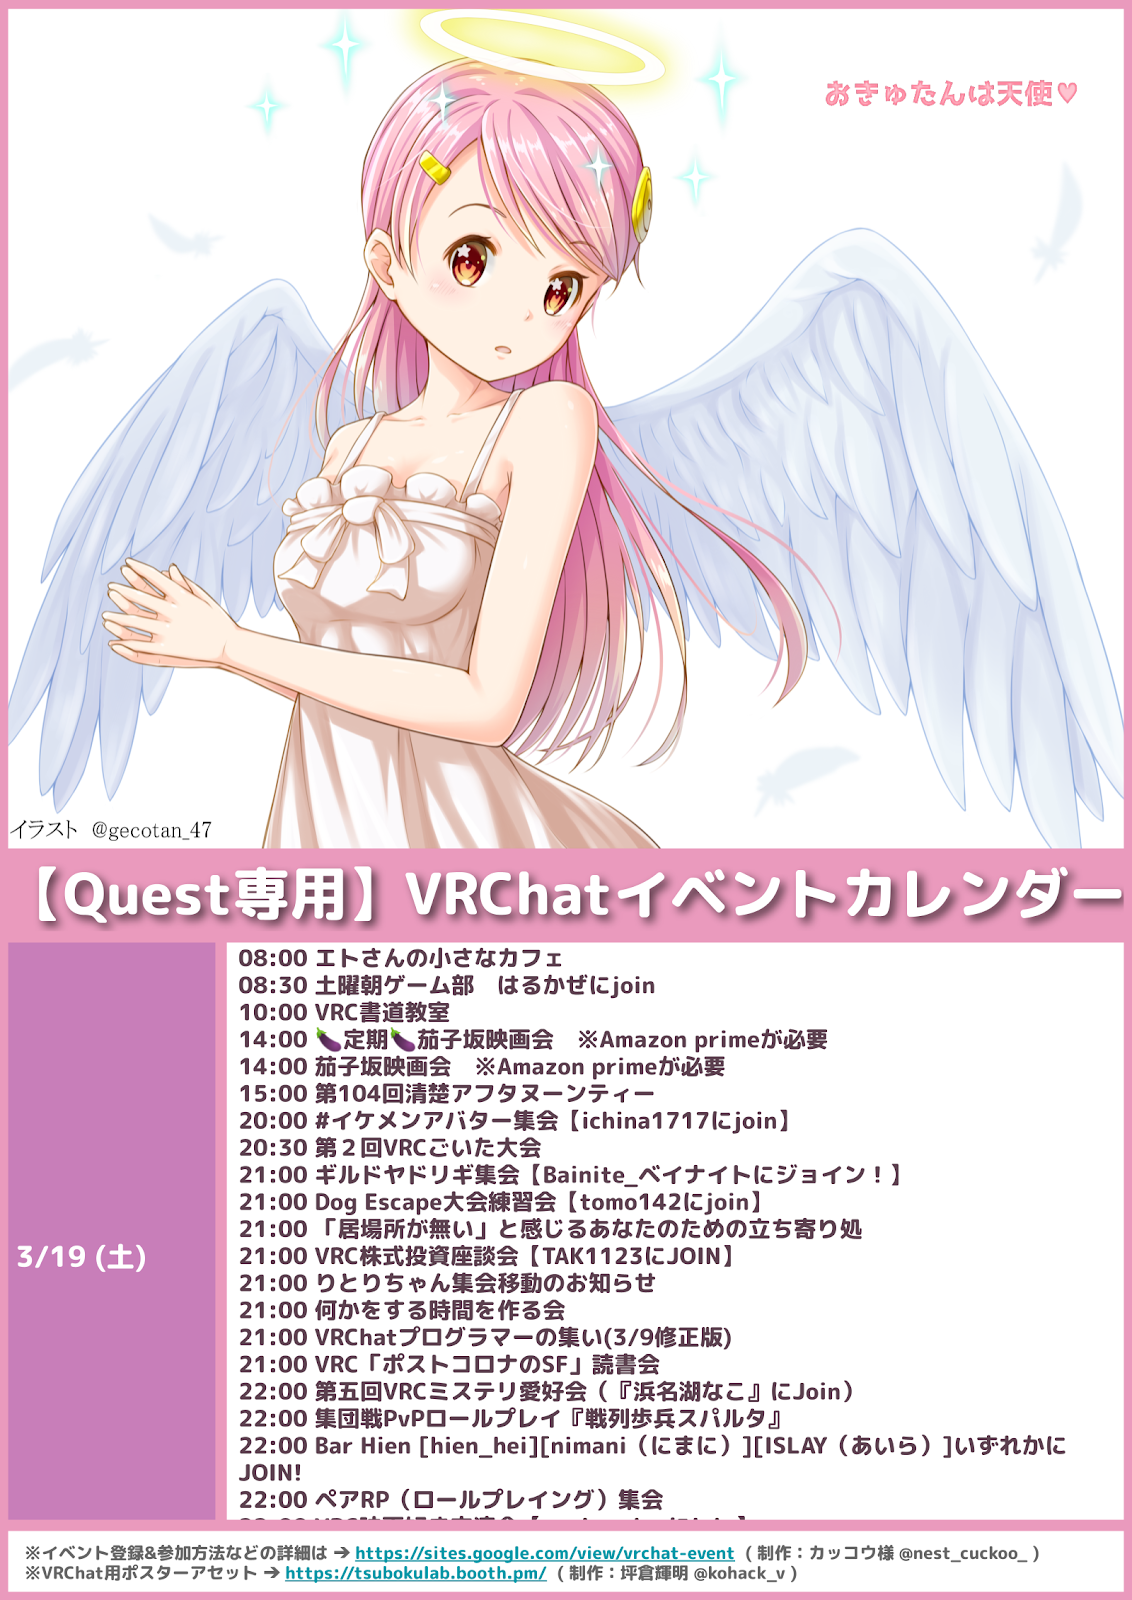 おきゅたんは天使♥
イラスト @gecotan_47
【Quest専用】VRChatイベントカレンダー
3/19 (土)
08:00 エトさんの小さなカフェ
08:30 土曜朝ゲーム部　はるかぜにjoin
10:00 VRC書道教室
14:00 🍆定期🍆茄子坂映画会　※Amazon primeが必要
14:00 茄子坂映画会　※Amazon primeが必要
15:00 第104回清楚アフタヌーンティー
20:00 #イケメンアバター集会【ichina1717にjoin】
20:30 第２回VRCごいた大会
21:00 ギルドヤドリギ集会【Bainite_ベイナイトにジョイン！】
21:00 Dog Escape大会練習会【tomo142にjoin】
21:00 「居場所が無い」と感じるあなたのための立ち寄り処
21:00 VRC株式投資座談会【TAK1123にJOIN】
21:00 りとりちゃん集会移動のお知らせ
21:00 何かをする時間を作る会
21:00 VRChatプログラマーの集い(3/9修正版)
21:00 VRC「ポストコロナのSF」読書会
22:00 第五回VRCミステリ愛好会（『浜名湖なこ』にJoin）
22:00 集団戦PvPロールプレイ『戦列歩兵スパルタ』
22:00 Bar Hien [hien_hei][nimani（にまに）][ISLAY（あいら）]いずれかに
JOIN!
22:00 ペアRP（ロールプレイング）集会
※イベント登録&参加方法などの詳細は ➔ https://sites.google.com/view/vrchat-event ( 制作：カッコウ様 @nest_cuckoo_ )
※VRChat用ポスターアセット ➔ https://tsubokulab.booth.pm/ ( 制作：坪倉輝明 @kohack_v )